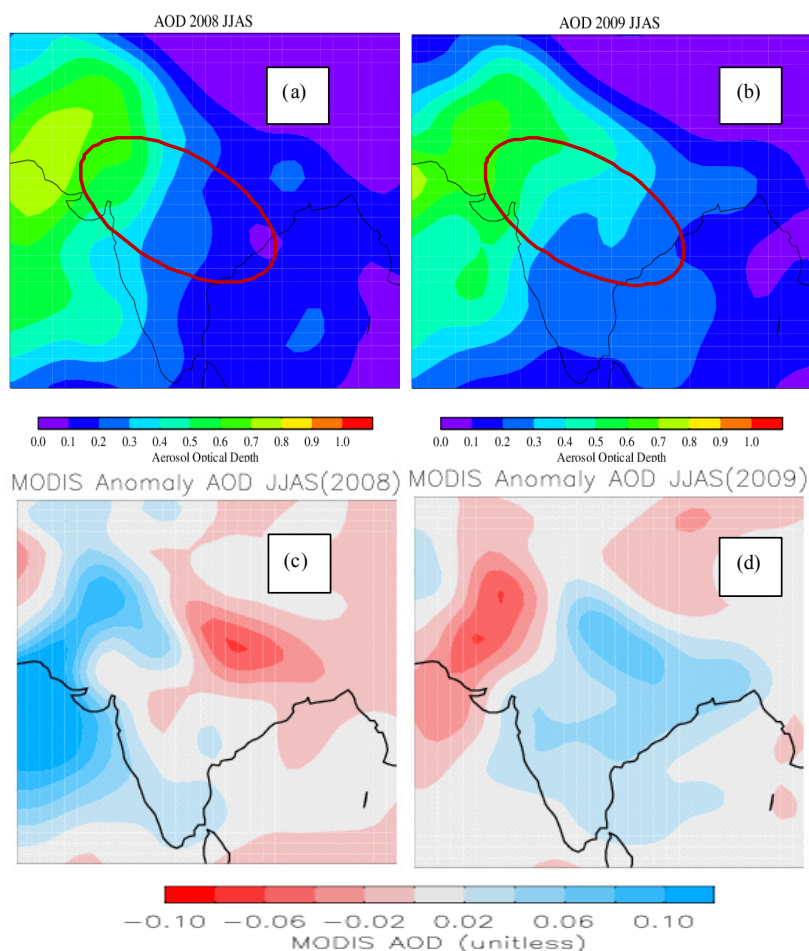 AOD 2008 JJAS
AOD 2009 JJAS
(a)
(b)
0.0 0.1 0.2 0.3 0.4 0.5 0.6 0.7 0.8 0.9 1.0
Aerosol Optical Depth
0.0 0.1 0.2 0.3 0.4 0.5 0.6 0.7 0.8 0.9 1.0
Aerosol Optical Depth
MODIS Anomaly AOD JJAS(2008)
MODIS Anomaly AOD JJAS(2009)
(c)
(d)
−0.10 −0.06 −0.02 0.02 0.06 0.10
MODIS AOD (unitless)